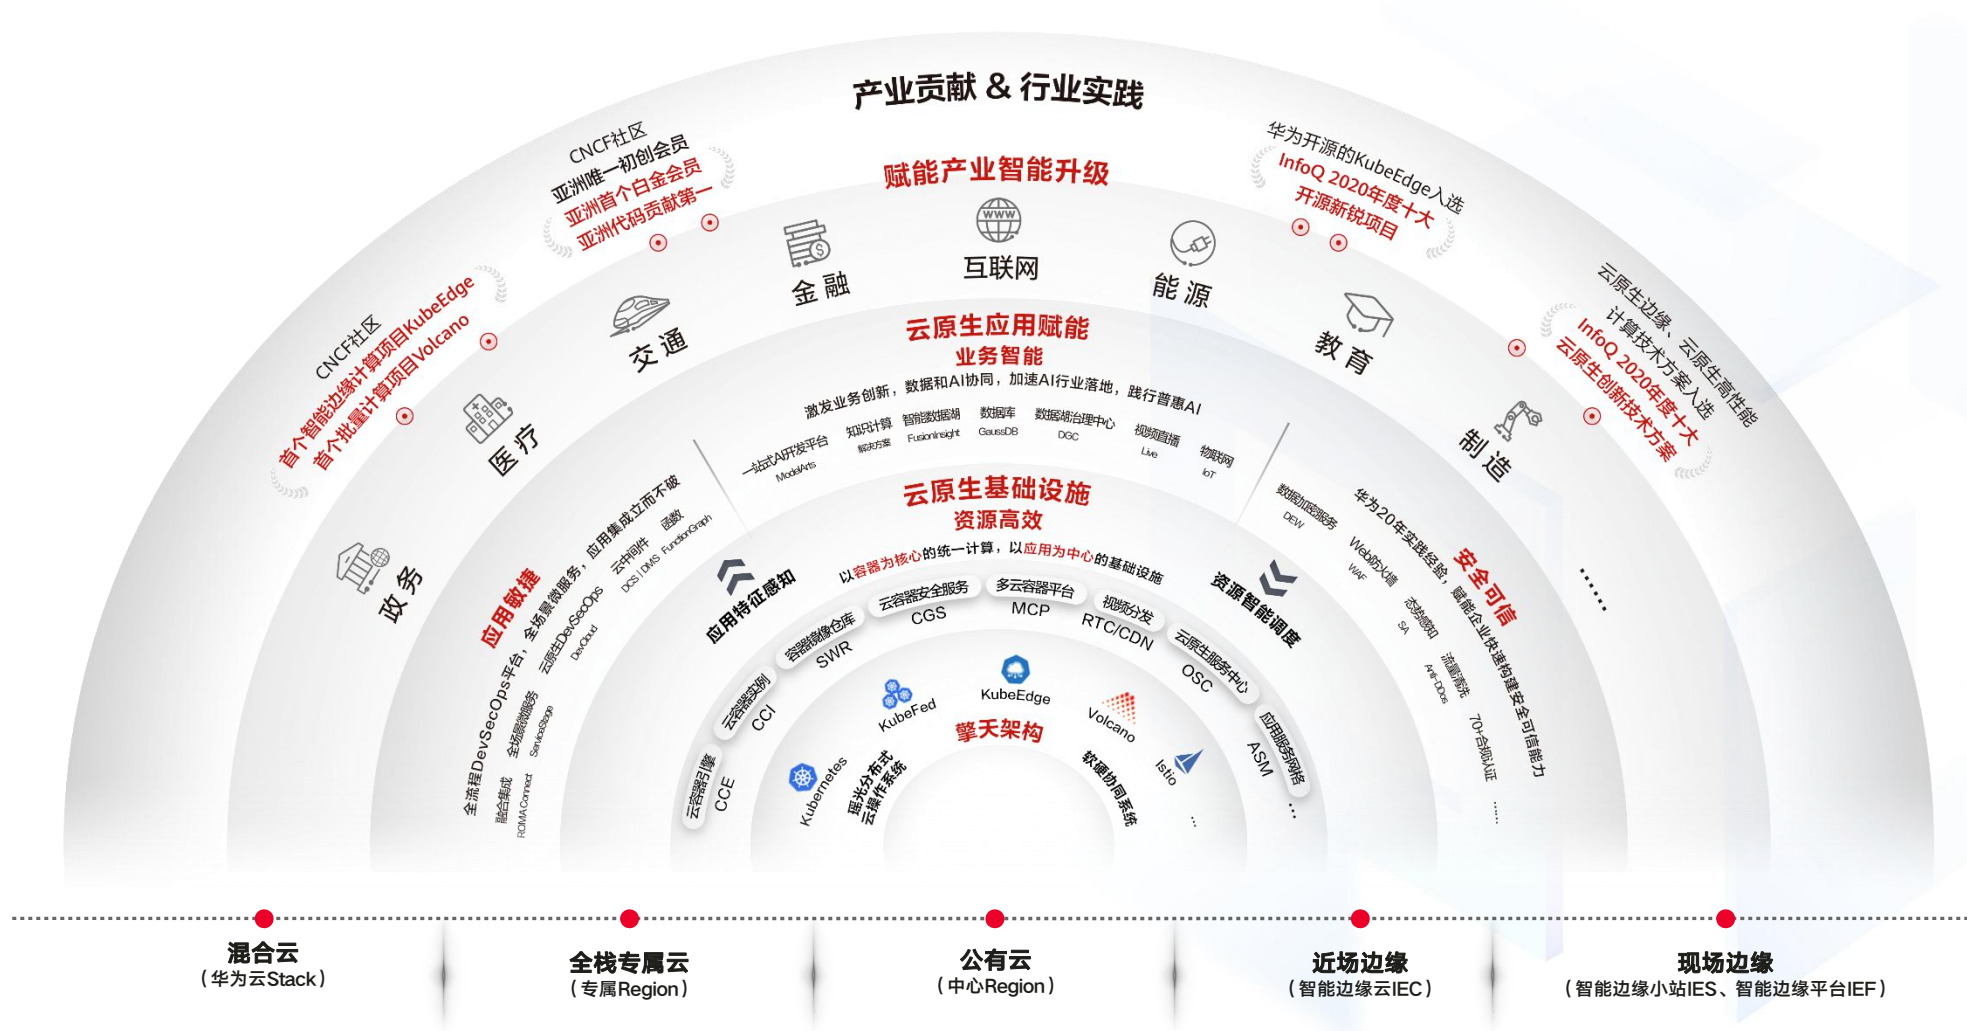 产业贡献 & 行业实践
CNCF社区
亚洲唯一初创会员
亚洲首个白金会员
亚洲代码贡献第一
赋能产业智能升级
华为开源的KubeEdge入选
InfoQ 2020年度十大
开源新锐项目
CNCF社区
首个智能边缘计算项目KubeEdge
首个批量计算项目Volcano
云原生边缘、云原生高性能
计算技术方案入选
InfoQ 2020年度十大
云原生创新技术方案
政务
医疗
交通
金融
WWW
互联网
能源
教育
制造
······
云原生应用赋能
业务智能
激发业务创新，数据和AI协同，加速AI行业落地，践行普惠AI
一站式AI开发平台
ModelArts
知识计算
解决方案
智能数据湖
FusionInsight
数据库
GaussDB
数据湖治理中心
DGC
视频直播
Live
物联网
IoT
应用敏捷
全流程DevSecOps平台，全场景微服务，应用集成立而不破
融合集成
ROMA Connect
全场景微服务
ServiceStage
云原生DevSecOps
DevCloud
云中间件
DCS | DMS
函数
FunctionGraph
安全可信
华为20年实践经验，赋能企业快速构建安全可信能力
数据加密服务
DEW
Web防火墙
WAF
态势感知
SA
流量清洗
Anti-DDos
70+合规认证
······
云原生基础设施
资源高效
以容器为核心的统一计算，以应用为中心的基础设施
应用特征感知
资源智能调度
云容器引擎
CCE
云容器实例
CCI
容器镜像仓库
SWR
云容器安全服务
CGS
多云容器平台
MCP
视频分发
RTC/CDN
云原生服务中心
OSC
应用服务网格
ASM
...
Kubernetes
KubeFed
KubeEdge
Volcano
Istio
...
擎天架构
瑶光分布式
云操作系统
软硬协同系统
混合云
（华为云Stack）
全栈专属云
（专属Region）
公有云
（中心Region）
近场边缘
（智能边缘云IEC）
现场边缘
（智能边缘小站IES、智能边缘平台IEF）